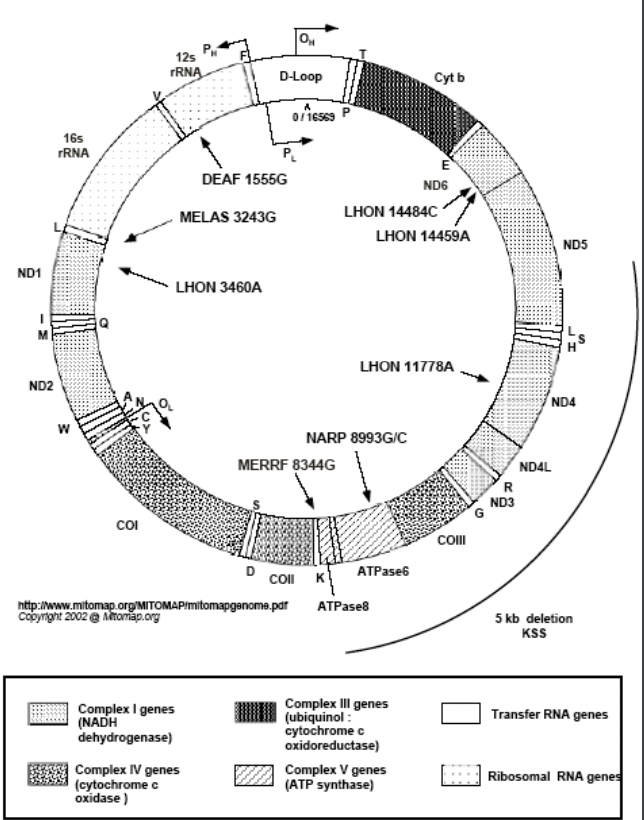 OH
PH
12s
rRNA
F
D-Loop
T
Cyt b
V
0 / 16569
P
16s
rRNA
PL
E
DEAF 1555G
ND6
LHON 14484C
MELAS 3243G
LHON 14459A
L
ND5
ND1
LHON 3460A
I
Q
M
L
S
H
LHON 11778A
ND2
ND4
A
N
OL
C
W
Y
NARP 8993G/C
ND4L
MERRF 8344G
R
ND3
G
S
COI
COIII
D
COII
K
ATPase6
ATPase8
http://www.mitomap.org/MITOMAP/mitomapgenome.pdf
Copyright 2002 @ Mitomap.org
5 kb deletion
KSS
Complex I genes
(NADH
dehydrogenase)
Complex III genes
(ubiquinol :
cytochrome c
oxidoreductase)
Transfer RNA genes
Complex IV genes
(cytochrome c
oxidase )
Complex V genes
(ATP synthase)
Ribosomal RNA genes